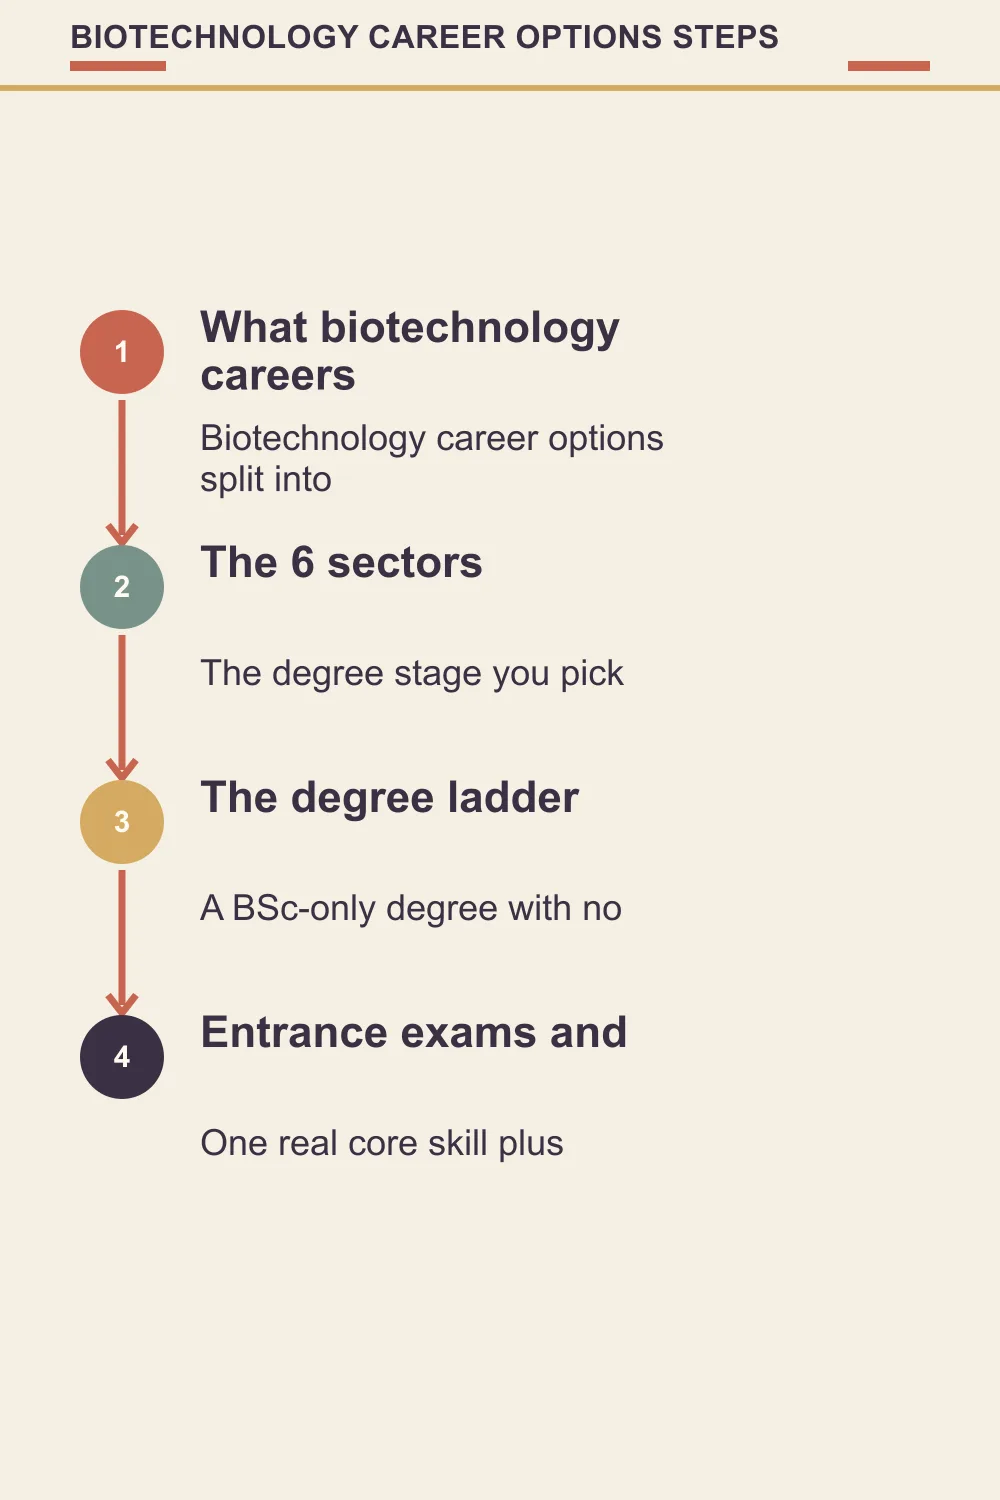 BIOTECHNOLOGY CAREER OPTIONS STEPS
1
What biotechnology
careers
Biotechnology career options
split into
2
The 6 sectors
The degree stage you pick
3
The degree ladder
A BSc-only degree with no
4
Entrance exams and
One real core skill plus